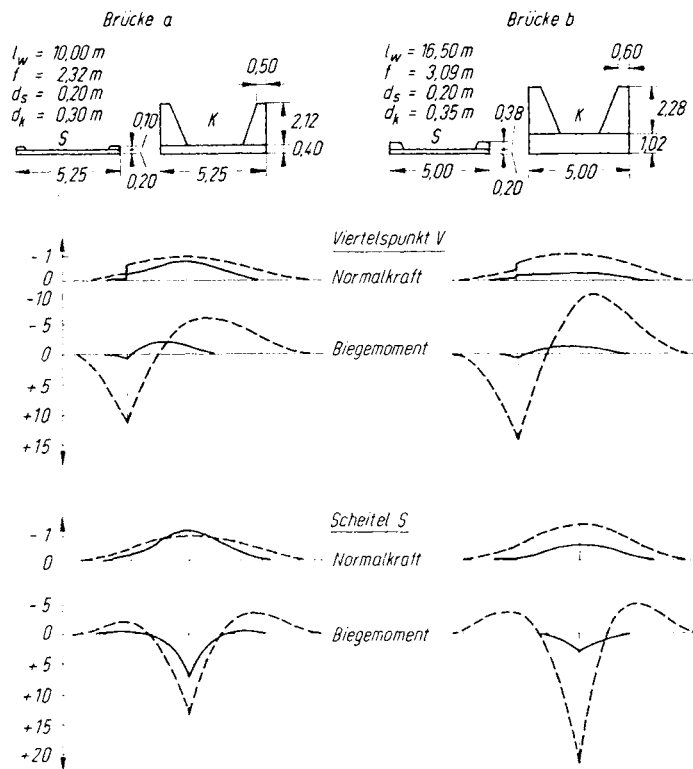 Brücke a
l_w = 10,00 m
f = 2,32 m
d_s = 0,20 m
d_k = 0,30 m
S
5,25
0,10
0,20
K
0,50
2,12
0,40
5,25
Brücke b
l_w = 16,50 m
f = 3,09 m
d_s = 0,20 m
d_k = 0,35 m
S
5,00
0,38
0,20
K
0,60
2,28
1,02
5,00
Viertelspunkt V
- 1
0
Normalkraft
-10
- 5
0
Biegemoment
+5
+10
+15
Scheitel S
- 1
0
Normalkraft
- 5
0
Biegemoment
+5
+10
+15
+20